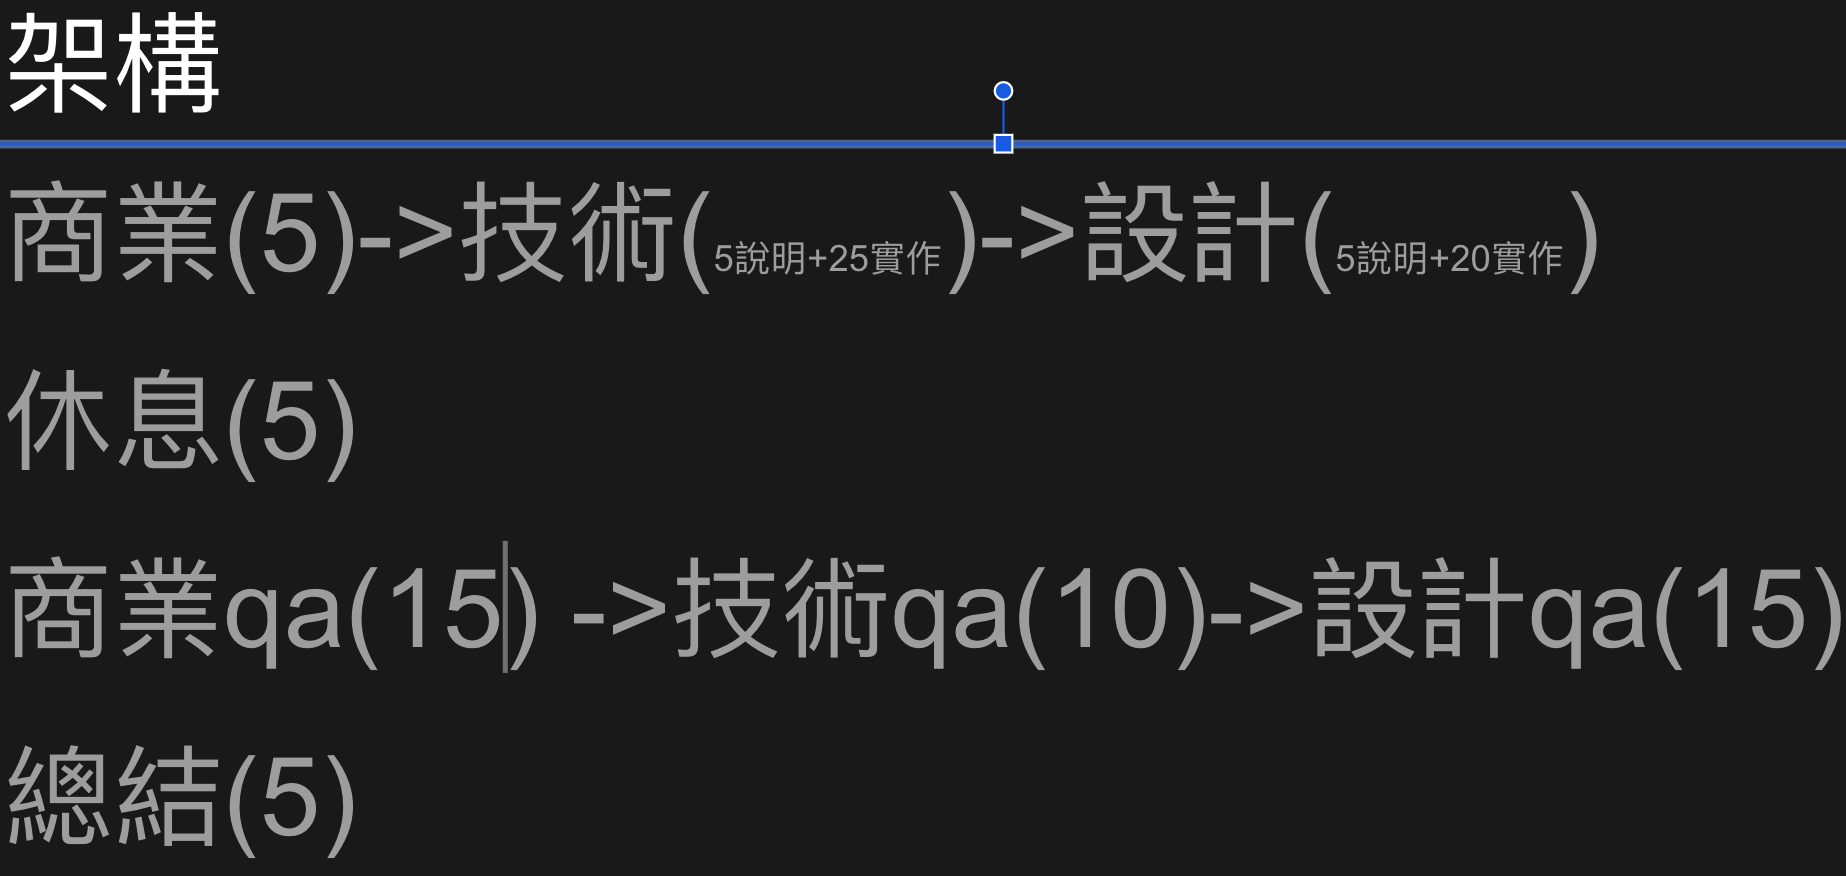 架構
商業(5)->技術(5說明+25實作)->設計(5說明+20實作)
休息(5)
商業qa(15) ->技術qa(10)->設計qa(15)
總結(5)